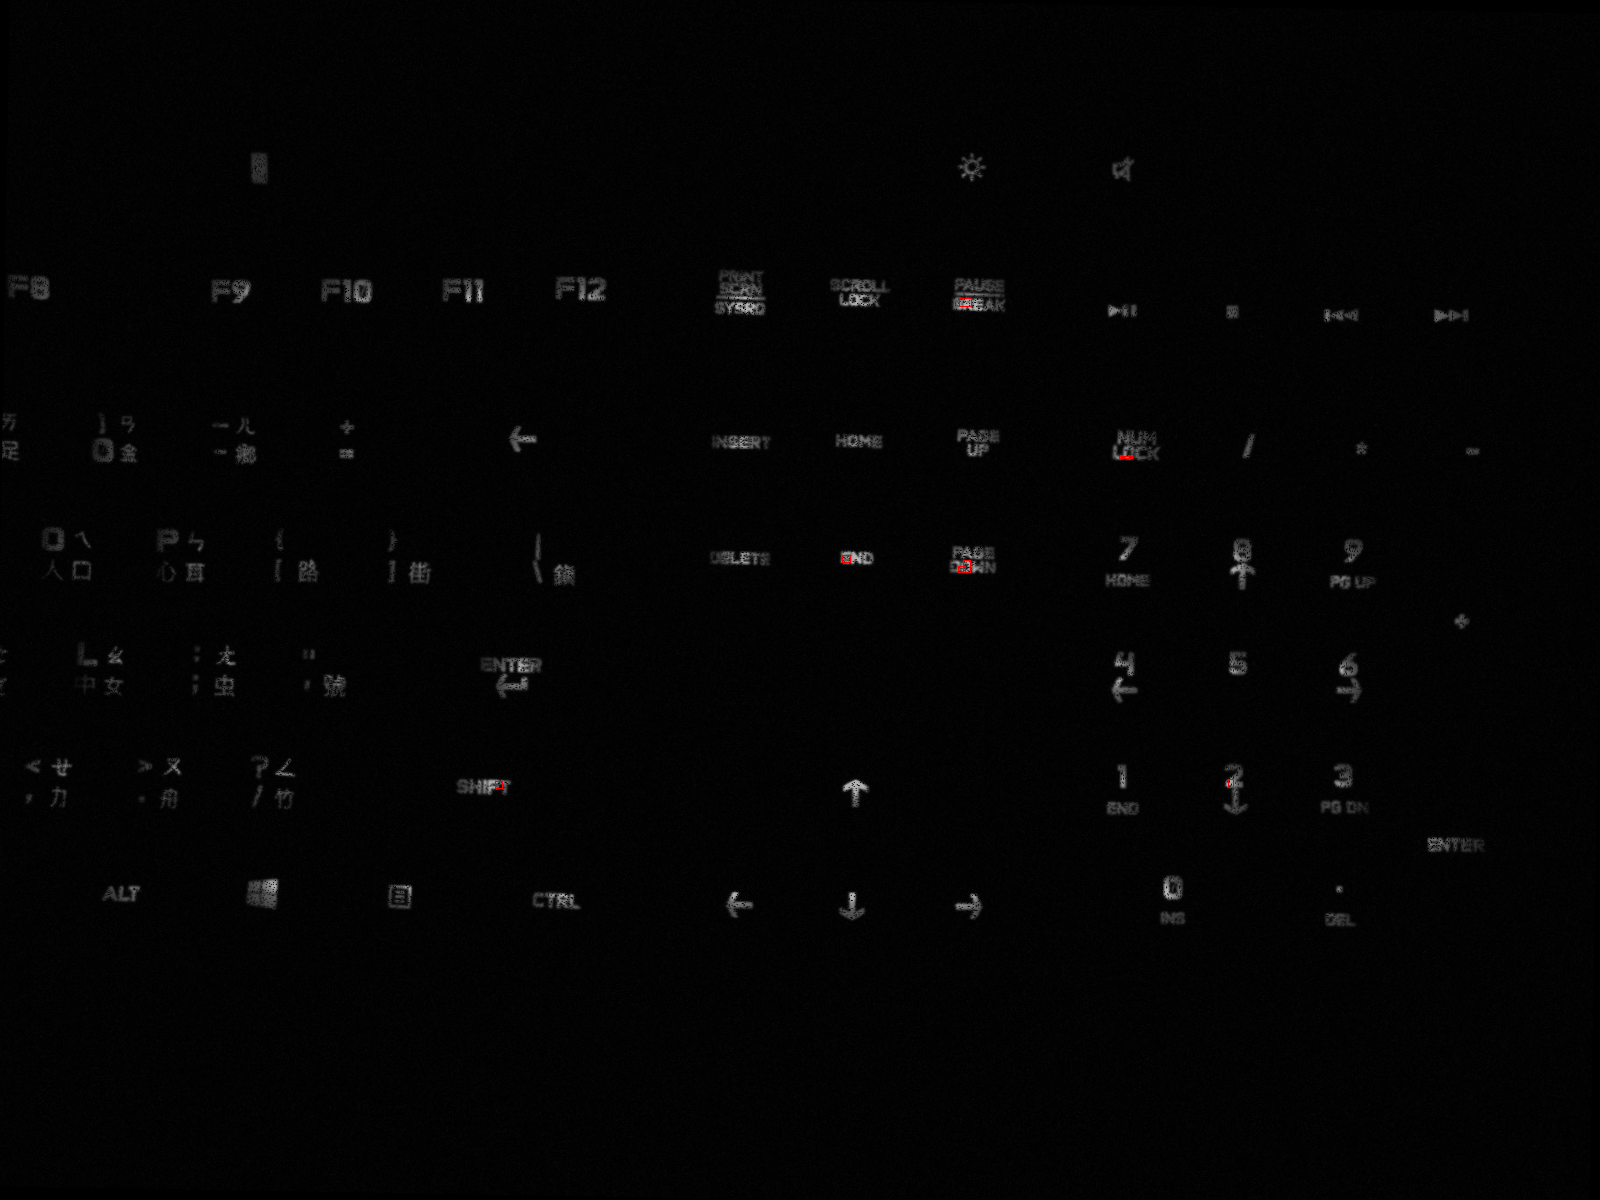 F8 F9 F10 F11 F12 PRINT SCRN SYSRQ SCROLL LOCK PAUSE BREAK
ㄞ ) ㄢ — ㄦ + ← INSERT HOME PAGE UP NUM LOCK / * -
足 0 金 - 鄉 =
O ㄟ P ㄣ { } | DELETE END PAGE DOWN 7 HOME 8 ↑ 9 PG UP
人 口 心 耳 [ 路 ] 街 \ 鎖
+
L ㄠ : ㄤ " ENTER 4 ← 5 6 →
中 女 ; 虫 ' 號
< ㄝ > ㄡ ? ㄥ SHIFT ↑ 1 END 2 ↓ 3 PG DN
, 力 . 舟 / 竹
ENTER
ALT CTRL ← ↓ → 0 INS . DEL